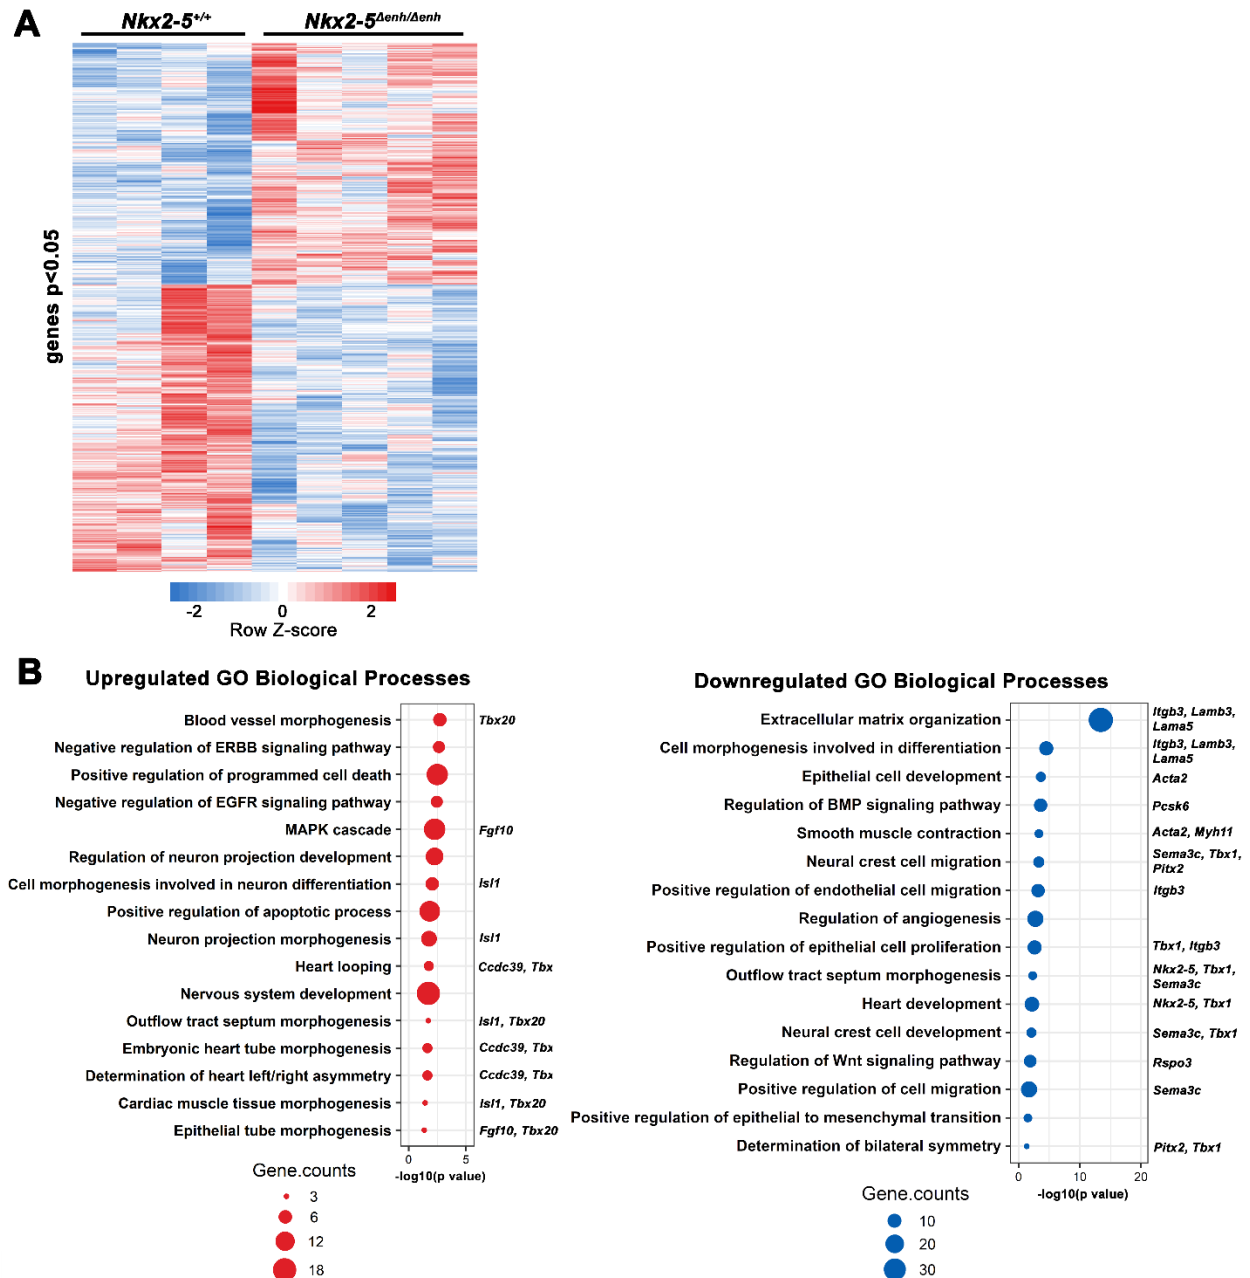 A
Nkx2-5+/+
Nkx2-5Δenh/Δenh
genes p<0.05
-2 0 2
Row Z-score
B
Upregulated GO Biological Processes
Blood vessel morphogenesis Tbx20
Negative regulation of ERBB signaling pathway
Positive regulation of programmed cell death
Negative regulation of EGFR signaling pathway
MAPK cascade Fgf10
Regulation of neuron projection development
Cell morphogenesis involved in neuron differentiation Isl1
Positive regulation of apoptotic process
Neuron projection morphogenesis Isl1
Heart looping Ccdc39, Tbx
Nervous system development
Outflow tract septum morphogenesis Isl1, Tbx20
Embryonic heart tube morphogenesis Ccdc39, Tbx
Determination of heart left/right asymmetry Ccdc39, Tbx
Cardiac muscle tissue morphogenesis Isl1, Tbx20
Epithelial tube morphogenesis Fgf10, Tbx20
0 5
-log10(p value)
Gene.counts
3
6
12
18
Downregulated GO Biological Processes
Extracellular matrix organization Itgb3, Lamb3,
Lama5
Cell morphogenesis involved in differentiation Itgb3, Lamb3,
Lama5
Epithelial cell development Acta2
Regulation of BMP signaling pathway Pcsk6
Smooth muscle contraction Acta2, Myh11
Neural crest cell migration Sema3c, Tbx1,
Pitx2
Positive regulation of endothelial cell migration Itgb3
Regulation of angiogenesis
Positive regulation of epithelial cell proliferation Tbx1, Itgb3
Outflow tract septum morphogenesis Nkx2-5, Tbx1,
Sema3c
Heart development Nkx2-5, Tbx1
Neural crest cell development Sema3c, Tbx1
Regulation of Wnt signaling pathway Rspo3
Positive regulation of cell migration Sema3c
Positive regulation of epithelial to mesenchymal transition
Determination of bilateral symmetry Pitx2, Tbx1
0 10 20
-log10(p value)
Gene.counts
10
20
30